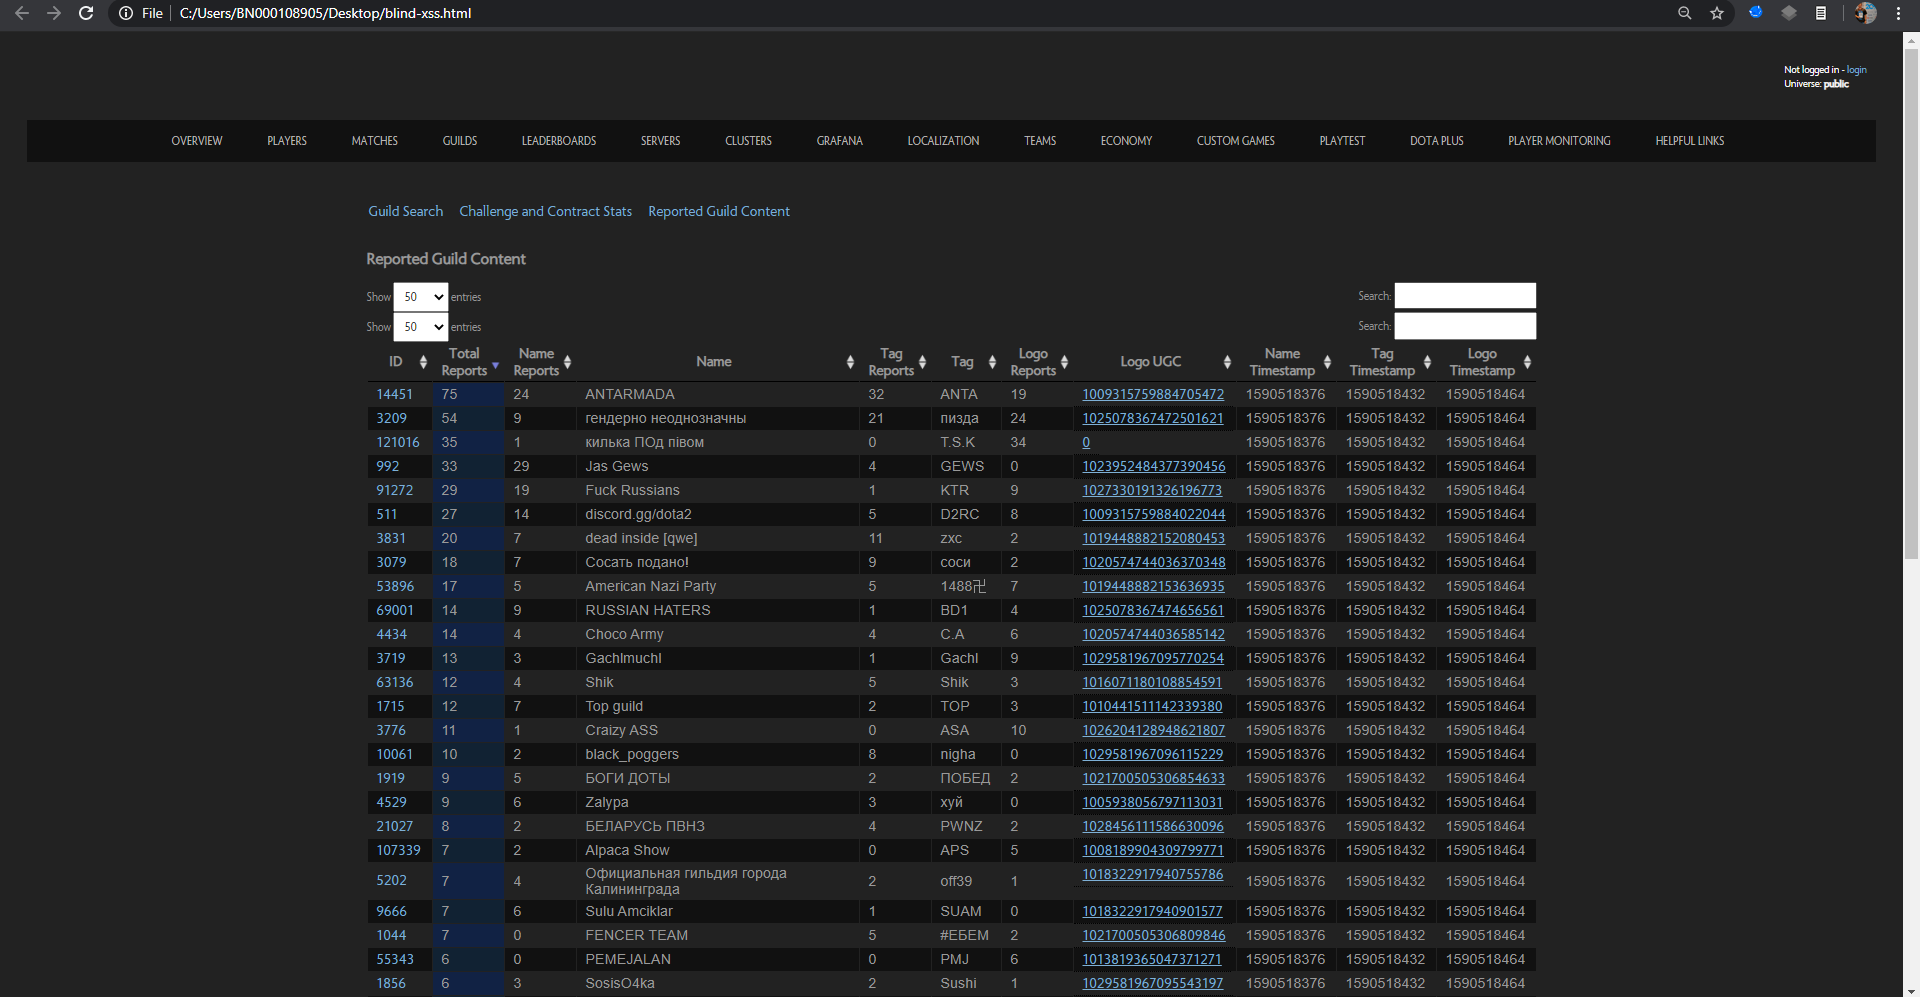 File | C:/Users/BN000108905/Desktop/blind-xss.html
Not logged in - login
Universe: public
OVERVIEW PLAYERS MATCHES GUILDS LEADERBOARDS SERVERS CLUSTERS GRAFANA LOCALIZATION TEAMS ECONOMY CUSTOM GAMES PLAYTEST DOTA PLUS PLAYER MONITORING HELPFUL LINKS
Guild Search Challenge and Contract Stats Reported Guild Content
Reported Guild Content
Show 50 entries Search:
Show 50 entries Search:
ID Total Reports Name Reports Name Tag Reports Tag Logo Reports Logo UGC Name Timestamp Tag Timestamp Logo Timestamp
14451 75 24 ANTARMADA 32 ANTA 19 1009315759884705472 1590518376 1590518432 1590518464
3209 54 9 гендерно неоднозначны 21 пизда 24 1025078367472501621 1590518376 1590518432 1590518464
121016 35 1 килька ПОд пiвом 0 T.S.K 34 0 1590518376 1590518432 1590518464
992 33 29 Jas Gews 4 GEWS 0 1023952484377390456 1590518376 1590518432 1590518464
91272 29 19 Fuck Russians 1 KTR 9 1027330191326196773 1590518376 1590518432 1590518464
511 27 14 discord.gg/dota2 5 D2RC 8 1009315759884022044 1590518376 1590518432 1590518464
3831 20 7 dead inside [qwe] 11 zxc 2 1019448882152080453 1590518376 1590518432 1590518464
3079 18 7 Сосать подано! 9 соси 2 1020574744036370348 1590518376 1590518432 1590518464
53896 17 5 American Nazi Party 5 1488卍 7 1019448882153636935 1590518376 1590518432 1590518464
69001 14 9 RUSSIAN HATERS 1 BD1 4 1025078367474656561 1590518376 1590518432 1590518464
4434 14 4 Choco Army 4 C.A 6 1020574744036585142 1590518376 1590518432 1590518464
3719 13 3 GachImuchI 1 GachI 9 1029581967095770254 1590518376 1590518432 1590518464
63136 12 4 Shik 5 Shik 3 1016071180108854591 1590518376 1590518432 1590518464
1715 12 7 Top guild 2 TOP 3 1010441511142339380 1590518376 1590518432 1590518464
3776 11 1 Craizy ASS 0 ASA 10 1026204128948621807 1590518376 1590518432 1590518464
10061 10 2 black_poggers 8 nigha 0 1029581967096115229 1590518376 1590518432 1590518464
1919 9 5 БОГИ ДОТЫ 2 ПОБЕД 2 1021700505306854633 1590518376 1590518432 1590518464
4529 9 6 Zalypa 3 хуй 0 1005938056797113031 1590518376 1590518432 1590518464
21027 8 2 БЕЛАРУСЬ ПВНЗ 4 PWNZ 2 1028456111586630096 1590518376 1590518432 1590518464
107339 7 2 Alpaca Show 0 APS 5 1008189904309799771 1590518376 1590518432 1590518464
5202 7 4 Официальная гильдия города Калининграда 2 off39 1 1018322917940755786 1590518376 1590518432 1590518464
9666 7 6 Sulu Amciklar 1 SUAM 0 1018322917940901577 1590518376 1590518432 1590518464
1044 7 0 FENCER TEAM 5 #ЕБЕМ 2 1021700505306809846 1590518376 1590518432 1590518464
55343 6 0 PEMEJALAN 0 PMJ 6 1013819365047371271 1590518376 1590518432 1590518464
1856 6 3 SosisO4ka 2 Sushi 1 1029581967095543197 1590518376 1590518432 1590518464